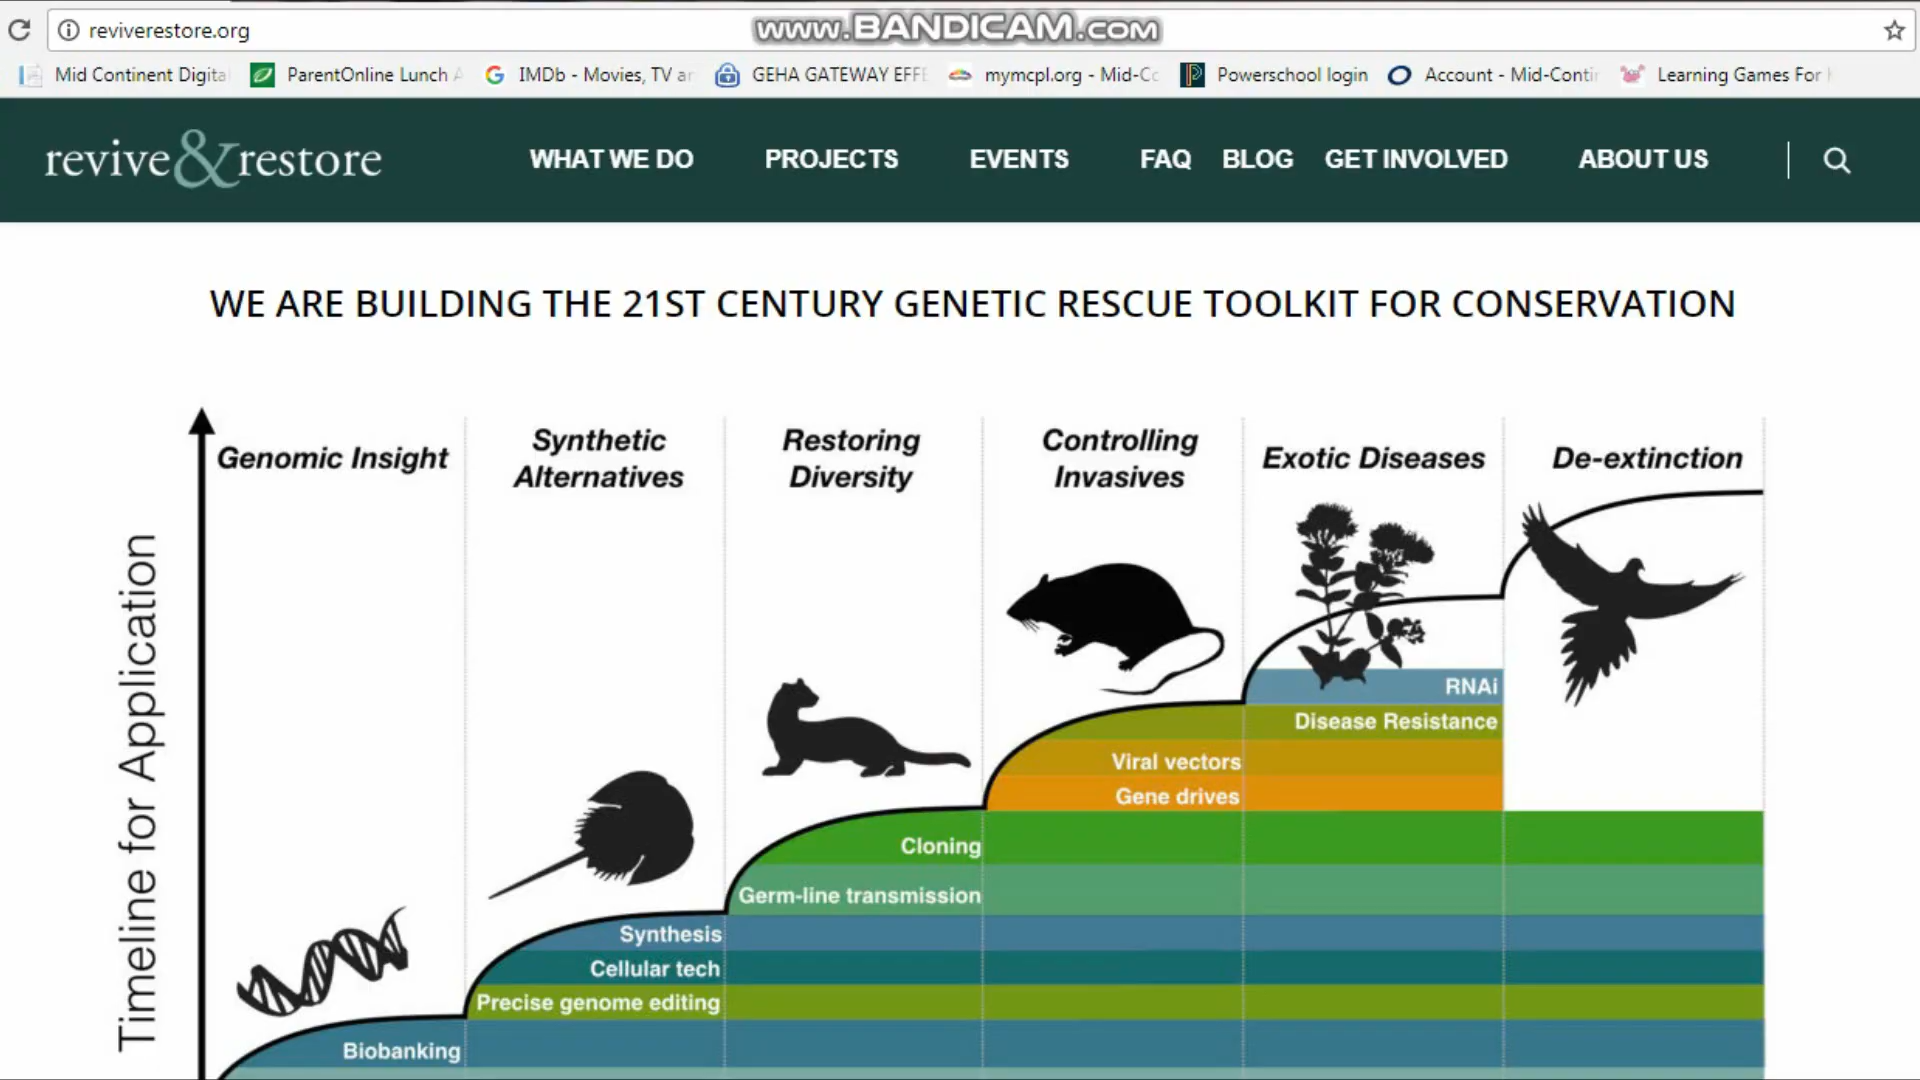 reviverestore.org
www.BANDICAM.com
Mid Continent Digita
ParentOnline Lunch
IMDb - Movies, TV ar
GEHA GATEWAY EFF
mymcpl.org - Mid-Co
Powerschool login
Account - Mid-Conti
Learning Games For
revive&restore
WHAT WE DO
PROJECTS
EVENTS
FAQ
BLOG
GET INVOLVED
ABOUT US
WE ARE BUILDING THE 21ST CENTURY GENETIC RESCUE TOOLKIT FOR CONSERVATION
Genomic Insight
Synthetic
Alternatives
Restoring
Diversity
Controlling
Invasives
Exotic Diseases
De-extinction
Timeline for Application
RNAi
Disease Resistance
Viral vectors
Gene drives
Cloning
Germ-line transmission
Synthesis
Cellular tech
Precise genome editing
Biobanking